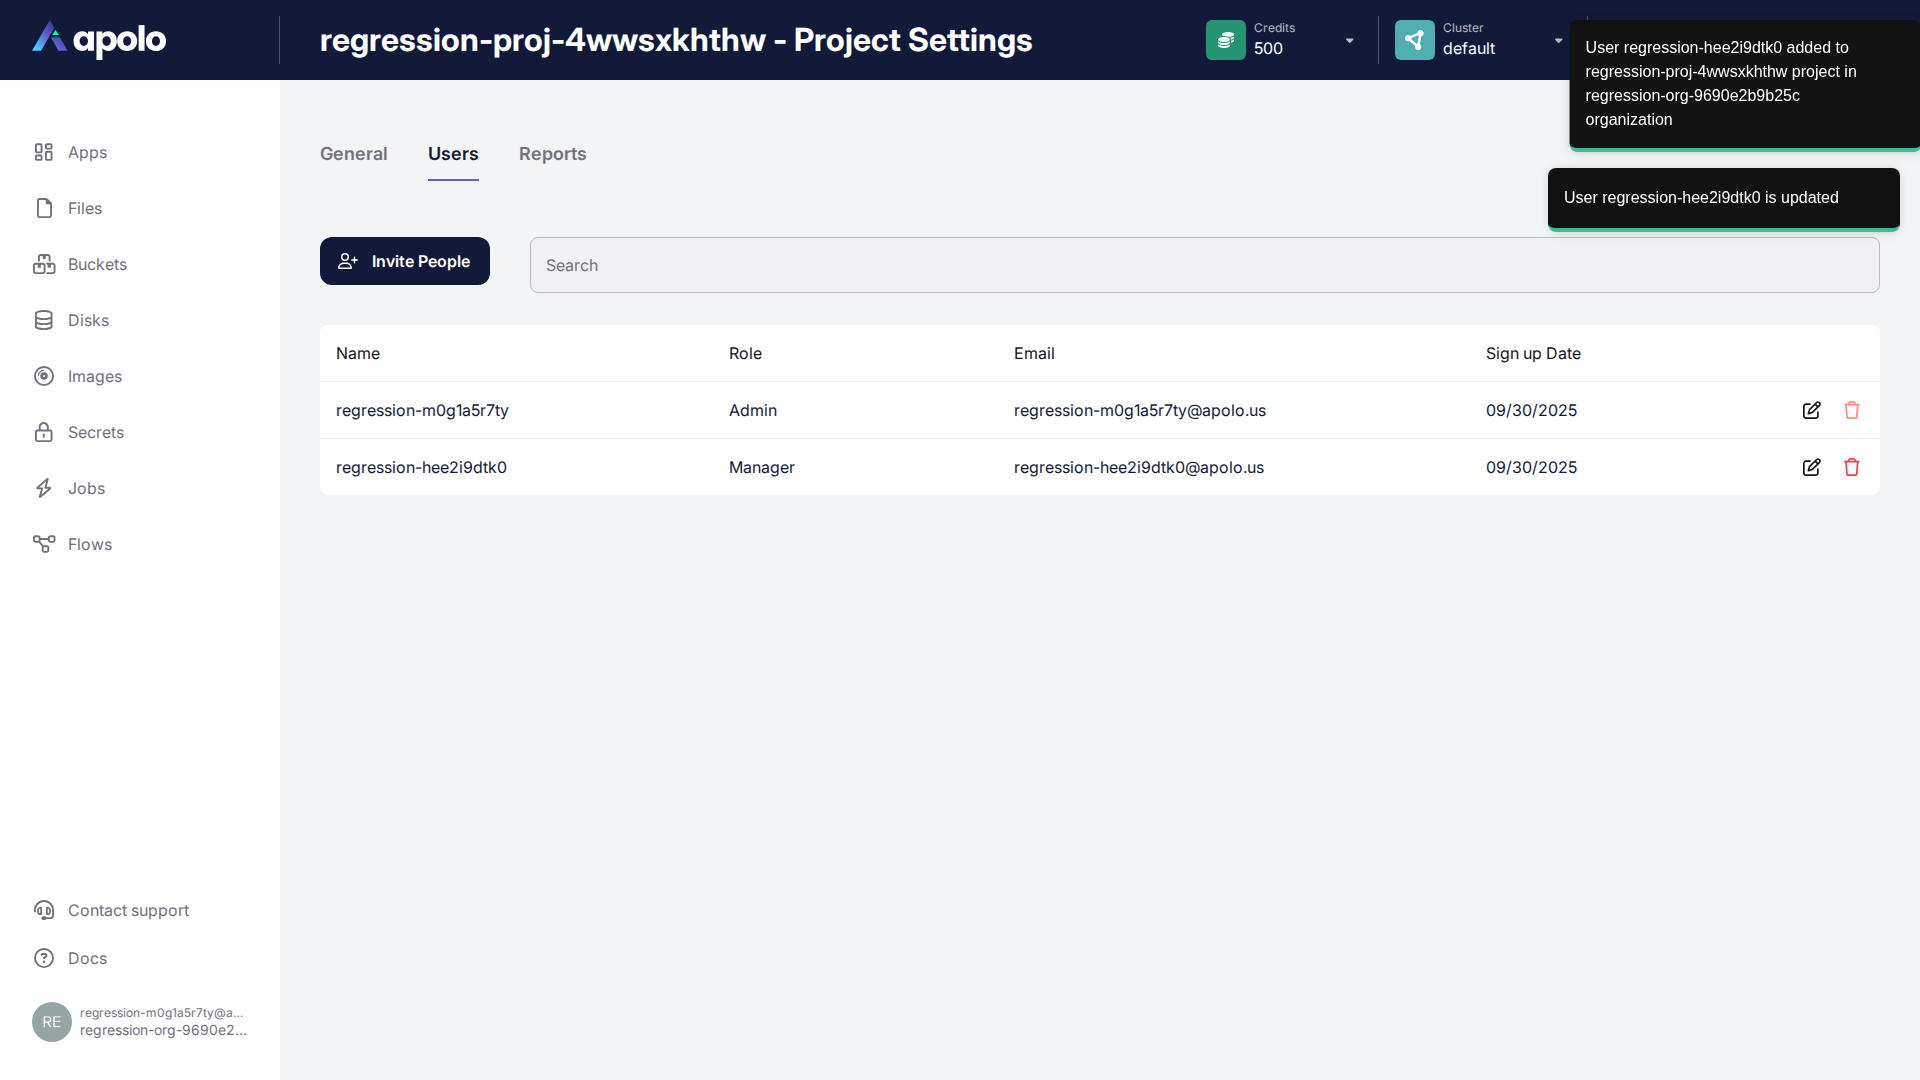 apolo
regression-proj-4wwsxkhthw - Project Settings
Credits
500
Cluster
default
User regression-hee2i9dtk0 added to
regression-proj-4wwsxkhthw project in
regression-org-9690e2b9b25c
organization
User regression-hee2i9dtk0 is updated
Apps
Files
Buckets
Disks
Images
Secrets
Jobs
Flows
General
Users
Reports
Invite People
Search
Name Role Email Sign up Date
regression-m0g1a5r7ty Admin regression-m0g1a5r7ty@apolo.us 09/30/2025
regression-hee2i9dtk0 Manager regression-hee2i9dtk0@apolo.us 09/30/2025
Contact support
Docs
RE
regression-m0g1a5r7ty@a...
regression-org-9690e2...